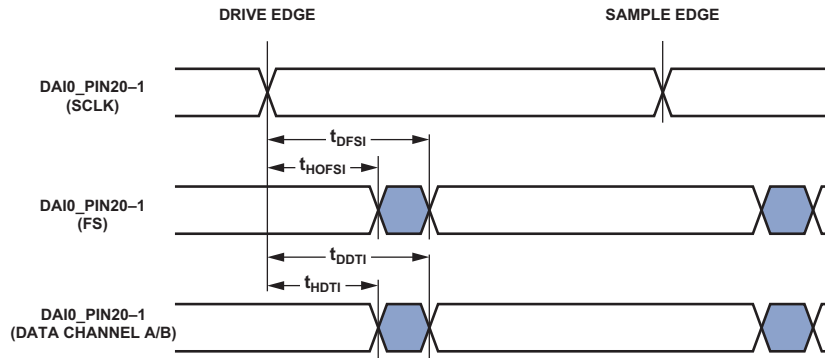 DRIVE EDGE
SAMPLE EDGE
DAI0_PIN20–1
(SCLK)
tDFSI
tHOFSI
DAI0_PIN20–1
(FS)
tDDTI
tHDTI
DAI0_PIN20–1
(DATA CHANNEL A/B)